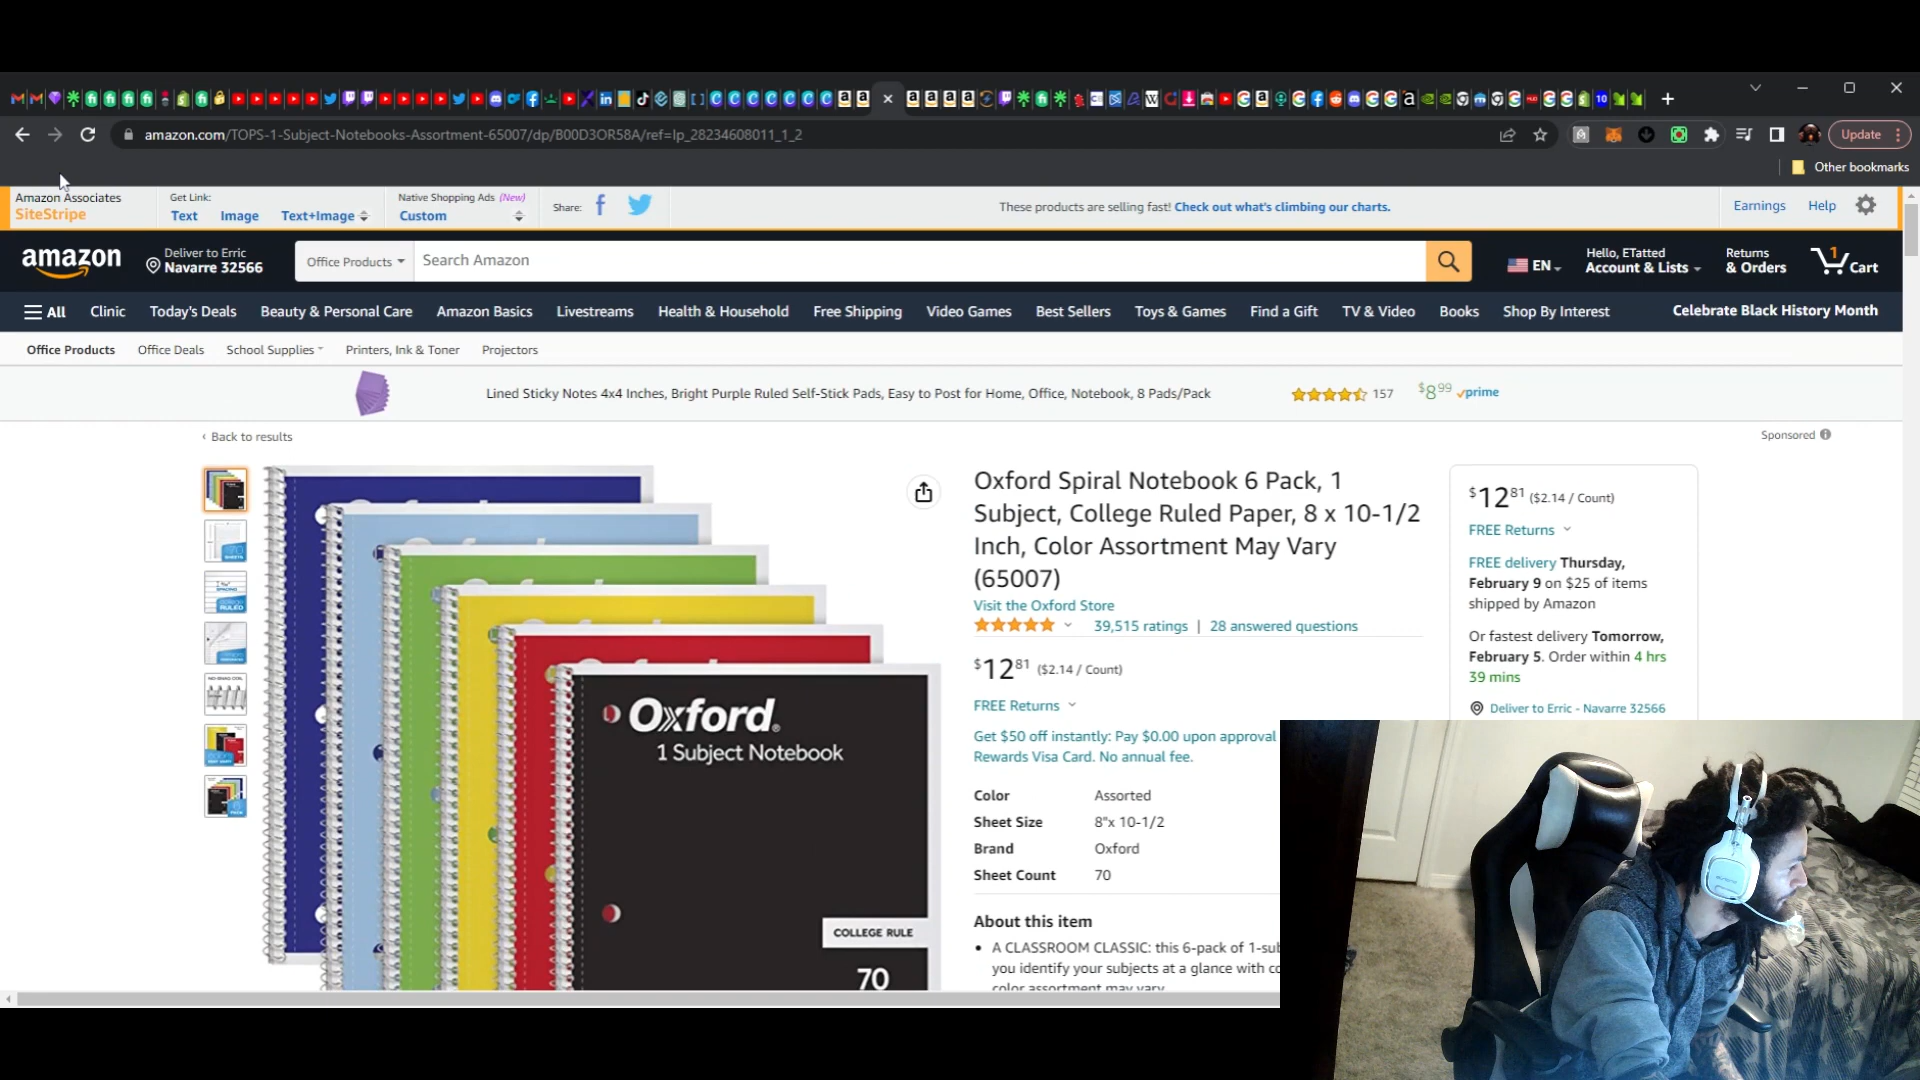 amazon.com/TOPS-1-Subject-Notebooks-Assortment-65007/dp/B00D3OR58A/ref=lp_28234608011_1_2
Update
Other bookmarks
Amazon Associates
SiteStripe
Get Link:
Text Image Text+Image
Native Shopping Ads (New)
Custom
Share:
These products are selling fast! Check out what's climbing our charts.
Earnings Help
amazon
Deliver to Erric
Navarre 32566
Office Products
Search Amazon
EN
Hello, ETatted
Account & Lists
Returns
& Orders
1
Cart
All Clinic Today's Deals Beauty & Personal Care Amazon Basics Livestreams Health & Household Free Shipping Video Games Best Sellers Toys & Games Find a Gift TV & Video Books Shop By Interest
Celebrate Black History Month
Office Products Office Deals School Supplies Printers, Ink & Toner Projectors
Lined Sticky Notes 4x4 Inches, Bright Purple Ruled Self-Stick Pads, Easy to Post for Home, Office, Notebook, 8 Pads/Pack
157
$8.99 prime
‹ Back to results
Sponsored
Oxford
1 Subject Notebook
COLLEGE RULE
70
Oxford Spiral Notebook 6 Pack, 1
Subject, College Ruled Paper, 8 x 10-1/2
Inch, Color Assortment May Vary
(65007)
Visit the Oxford Store
39,515 ratings | 28 answered questions
$12.81 ($2.14 / Count)
FREE Returns
Get $50 off instantly: Pay $0.00 upon approval
Rewards Visa Card. No annual fee.
Color Assorted
Sheet Size 8"x 10-1/2
Brand Oxford
Sheet Count 70
About this item
• A CLASSROOM CLASSIC: this 6-pack of 1-sub
you identify your subjects at a glance with
color assortment may vary
$12.81 ($2.14 / Count)
FREE Returns
FREE delivery Thursday,
February 9 on $25 of items
shipped by Amazon
Or fastest delivery Tomorrow,
February 5. Order within 4 hrs
39 mins
Deliver to Erric - Navarre 32566